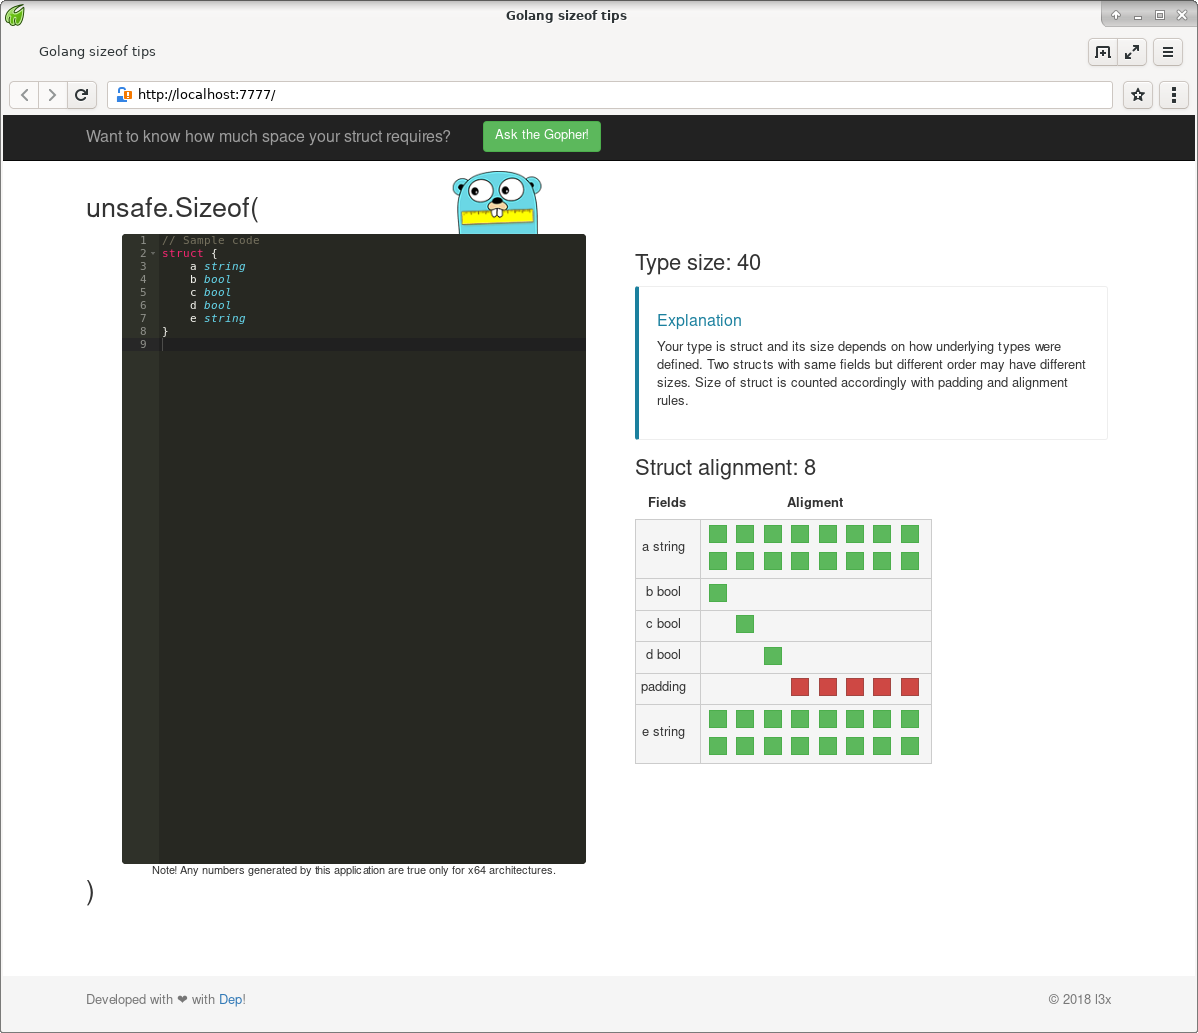 Golang sizeof tips
Golang sizeof tips
http://localhost:7777/
Want to know how much space your struct requires?
Ask the Gopher!
unsafe.Sizeof(
1 // Sample code
2 struct {
3 a string
4 b bool
5 c bool
6 d bool
7 e string
8 }
9
Note! Any numbers generated by this application are true only for x64 architectures.
)
Type size: 40
Explanation
Your type is struct and its size depends on how underlying types were
defined. Two structs with same fields but different order may have different
sizes. Size of struct is counted accordingly with padding and alignment
rules.
Struct alignment: 8
Fields Aligment
a string
b bool
c bool
d bool
padding
e string
Developed with ❤ with Dep!
© 2018 l3x